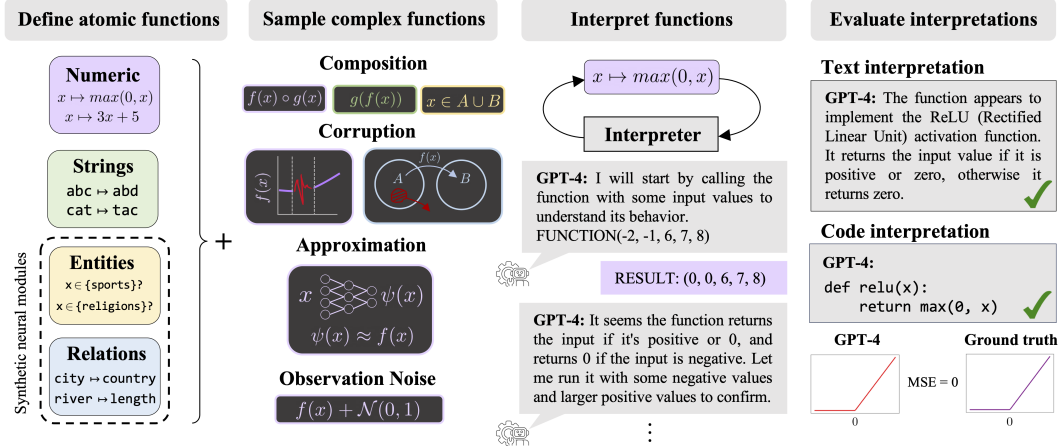 Define atomic functions
Numeric
x ↦ max(0, x)
x ↦ 3x + 5
Strings
abc ↦ abd
cat ↦ tac
Synthetic neural modules
Entities
x ∈ {sports}?
x ∈ {religions}?
Relations
city ↦ country
river ↦ length
+
Sample complex functions
Composition
f(x) ∘ g(x)
g(f(x))
x ∈ A ∪ B
Corruption
f(x)
f(x)
A
B
Approximation
x
ψ(x)
ψ(x) ≈ f(x)
Observation Noise
f(x) + N(0, 1)
Interpret functions
x ↦ max(0, x)
Interpreter
GPT-4: I will start by calling the
function with some input values to
understand its behavior.
FUNCTION(-2, -1, 6, 7, 8)
RESULT: (0, 0, 6, 7, 8)
GPT-4: It seems the function returns
the input if it's positive or 0, and
returns 0 if the input is negative. Let
me run it with some negative values
and larger positive values to confirm.
⋮
Evaluate interpretations
Text interpretation
GPT-4: The function appears to
implement the ReLU (Rectified
Linear Unit) activation function.
It returns the input value if it is
positive or zero, otherwise it
returns zero.
Code interpretation
GPT-4:
def relu(x):
return max(0, x)
GPT-4
Ground truth
MSE = 0
0
0